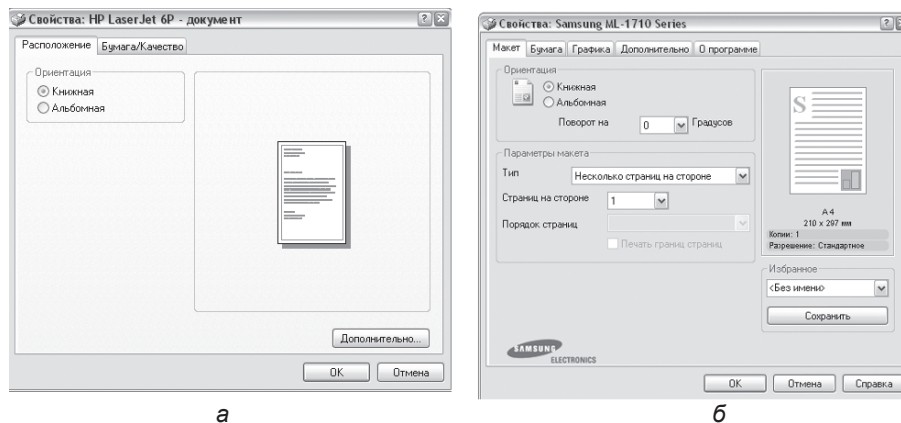 Свойства: HP LaserJet 6P - документ
Расположение Бумага/Качество
Ориентация
Книжная
Альбомная
Дополнительно...
ОК Отмена
а
Свойства: Samsung ML-1710 Series
Макет Бумага Графика Дополнительно О программе
Ориентация
Книжная
Альбомная
Поворот на 0 Градусов
Параметры макета
Тип Несколько страниц на стороне
Страниц на стороне 1
Порядок страниц
Печать границ страниц
S
A4
210 x 297 мм
Копии: 1
Разрешение: Стандартное
Избранное
<Без имени>
Сохранить
SAMSUNG
ELECTRONICS
ОК Отмена Справка
б